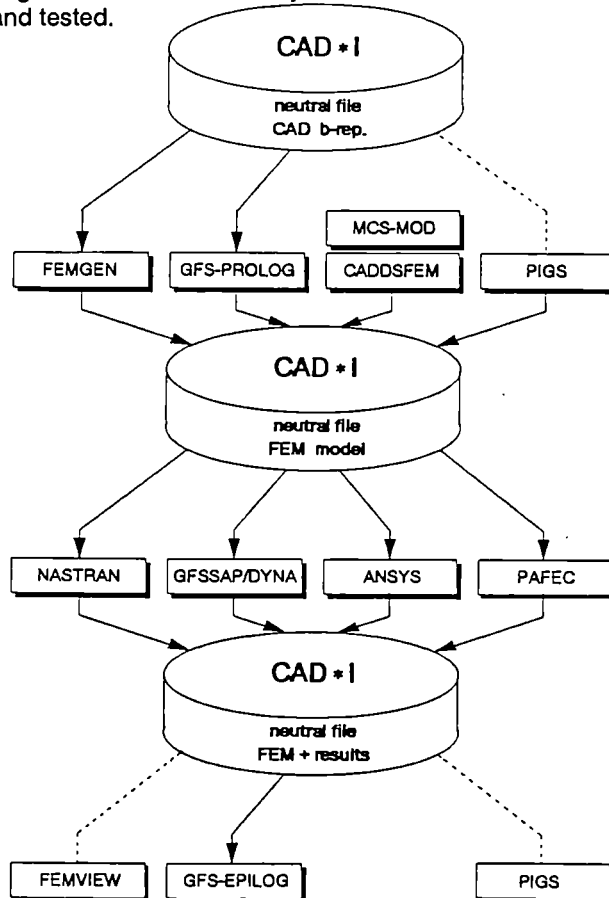 and tested.
CAD*I
neutral file
CAD b-rep.
MCS-MOD
FEMGEN
GFS-PROLOG
CADDSFEM
PIGS
CAD*I
neutral file
FEM model
NASTRAN
GFSSAP/DYNA
ANSYS
PAFEC
CAD*I
neutral file
FEM + results
FEMVIEW
GFS-EPILOG
PIGS